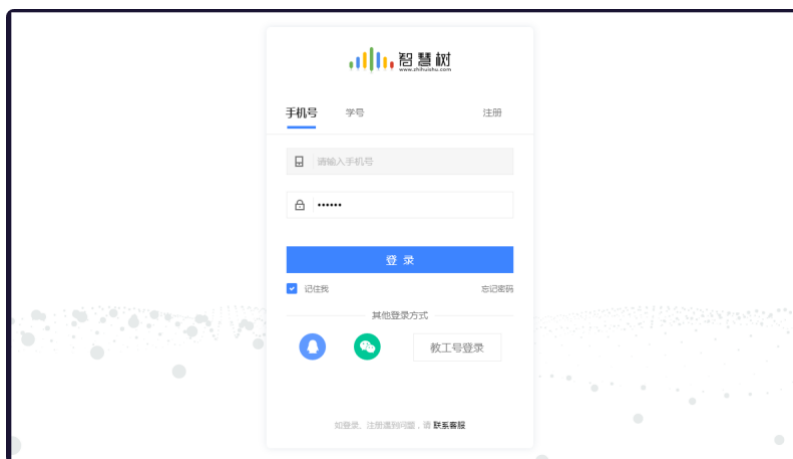 智慧树
www.zhihuishu.com
手机号 学号 注册
请输入手机号
••••••
登 录
记住我 忘记密码
其他登录方式
教工号登录
如登录、注册遇到问题，请 联系客服